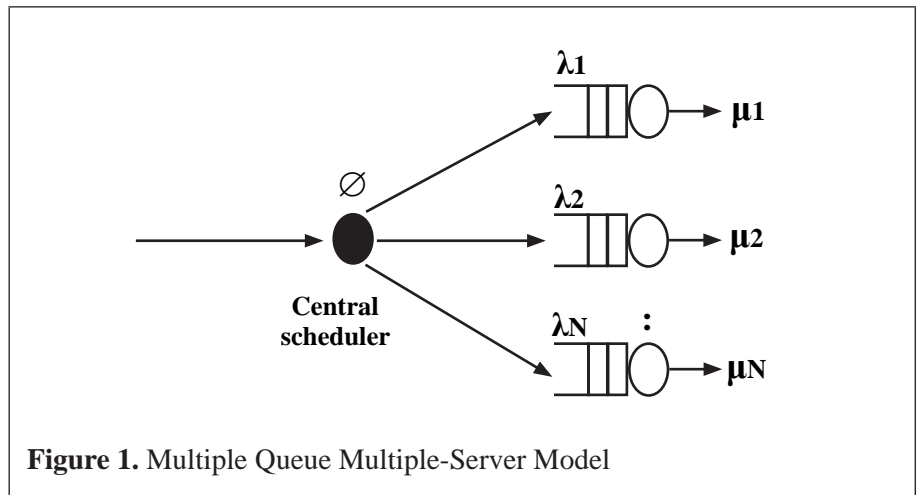 λ1
μ1
∅
λ2
μ2
Central
scheduler
λN
:
μN
Figure 1. Multiple Queue Multiple-Server Model